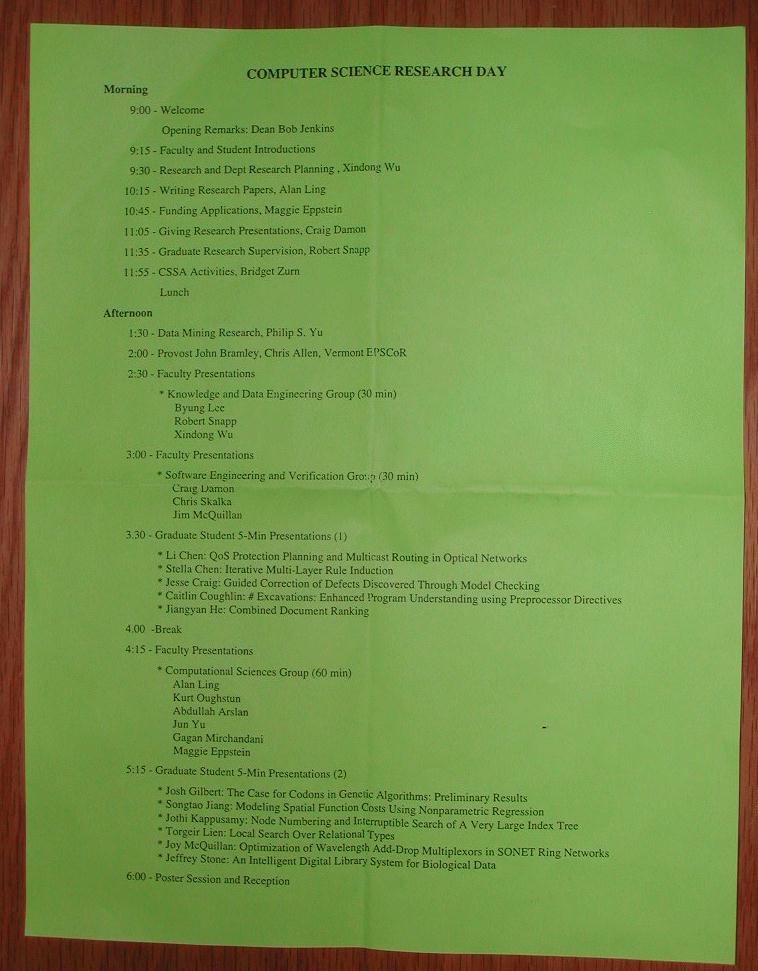 COMPUTER SCIENCE RESEARCH DAY
Morning
9:00 - Welcome
Opening Remarks: Dean Bob Jenkins
9:15 - Faculty and Student Introductions
9:30 - Research and Dept Research Planning , Xindong Wu
10:15 - Writing Research Papers, Alan Ling
10:45 - Funding Applications, Maggie Eppstein
11:05 - Giving Research Presentations, Craig Damon
11:35 - Graduate Research Supervision, Robert Snapp
11:55 - CSSA Activities, Bridget Zurn
Lunch
Afternoon
1:30 - Data Mining Research, Philip S. Yu
2:00 - Provost John Bramley, Chris Allen, Vermont EPSCoR
2:30 - Faculty Presentations
* Knowledge and Data Engineering Group (30 min)
Byung Lee
Robert Snapp
Xindong Wu
3:00 - Faculty Presentations
* Software Engineering and Verification Group (30 min)
Craig Damon
Chris Skalka
Jim McQuillan
3.30 - Graduate Student 5-Min Presentations (1)
* Li Chen: QoS Protection Planning and Multicast Routing in Optical Networks
* Stella Chen: Iterative Multi-Layer Rule Induction
* Jesse Craig: Guided Correction of Defects Discovered Through Model Checking
* Caitlin Coughlin: # Excavations: Enhanced Program Understanding using Preprocessor Directives
* Jiangyan He: Combined Document Ranking
4.00 -Break
4:15 - Faculty Presentations
* Computational Sciences Group (60 min)
Alan Ling
Kurt Oughstun
Abdullah Arslan
Jun Yu
Gagan Mirchandani
Maggie Eppstein
5:15 - Graduate Student 5-Min Presentations (2)
* Josh Gilbert: The Case for Codons in Genetic Algorithms: Preliminary Results
* Songtao Jiang: Modeling Spatial Function Costs Using Nonparametric Regression
* Jothi Kappusamy: Node Numbering and Interruptible Search of A Very Large Index Tree
* Torgeir Lien: Local Search Over Relational Types
* Joy McQuillan: Optimization of Wavelength Add-Drop Multiplexors in SONET Ring Networks
* Jeffrey Stone: An Intelligent Digital Library System for Biological Data
6:00 - Poster Session and Reception